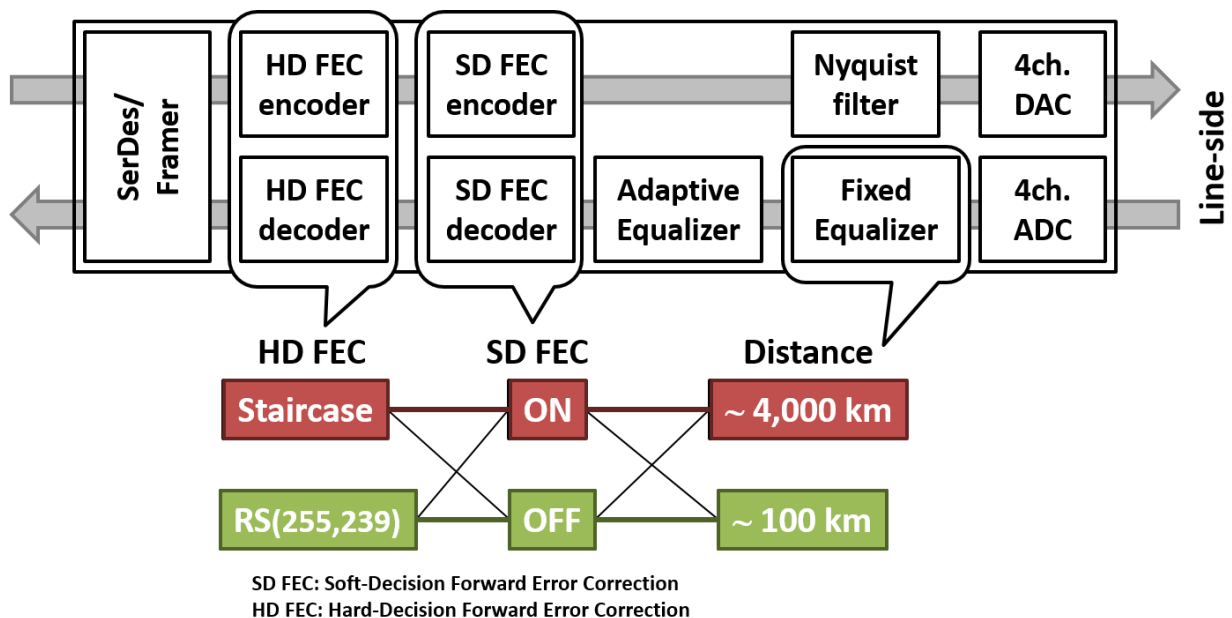 SerDes/
Framer
HD FEC
encoder
SD FEC
encoder
Nyquist
filter
4ch.
DAC
HD FEC
decoder
SD FEC
decoder
Adaptive
Equalizer
Fixed
Equalizer
4ch.
ADC
Line-side
HD FEC
SD FEC
Distance
Staircase
ON
~ 4,000 km
RS(255,239)
OFF
~ 100 km
SD FEC: Soft-Decision Forward Error Correction
HD FEC: Hard-Decision Forward Error Correction